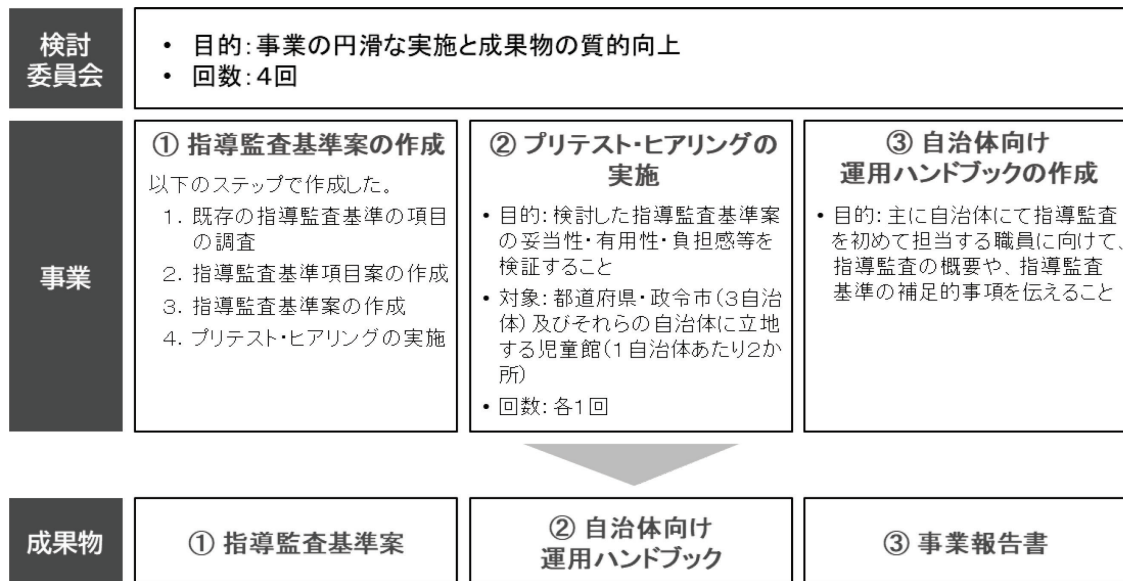 検討
委員会
• 目的:事業の円滑な実施と成果物の質的向上
• 回数:4回
事業
① 指導監査基準案の作成
以下のステップで作成した。
1. 既存の指導監査基準の項目
の調査
2. 指導監査基準項目案の作成
3. 指導監査基準案の作成
4. プリテスト・ヒアリングの実施
② プリテスト・ヒアリングの
実施
• 目的:検討した指導監査基準案
の妥当性・有用性・負担感等を
検証すること
• 対象:都道府県・政令市(3自治
体)及びそれらの自治体に立地
する児童館(1自治体あたり2か
所)
• 回数:各1回
③ 自治体向け
運用ハンドブックの作成
• 目的:主に自治体にて指導監査
を初めて担当する職員に向けて、
指導監査の概要や、指導監査
基準の補足的事項を伝えること
成果物
① 指導監査基準案
② 自治体向け
運用ハンドブック
③ 事業報告書